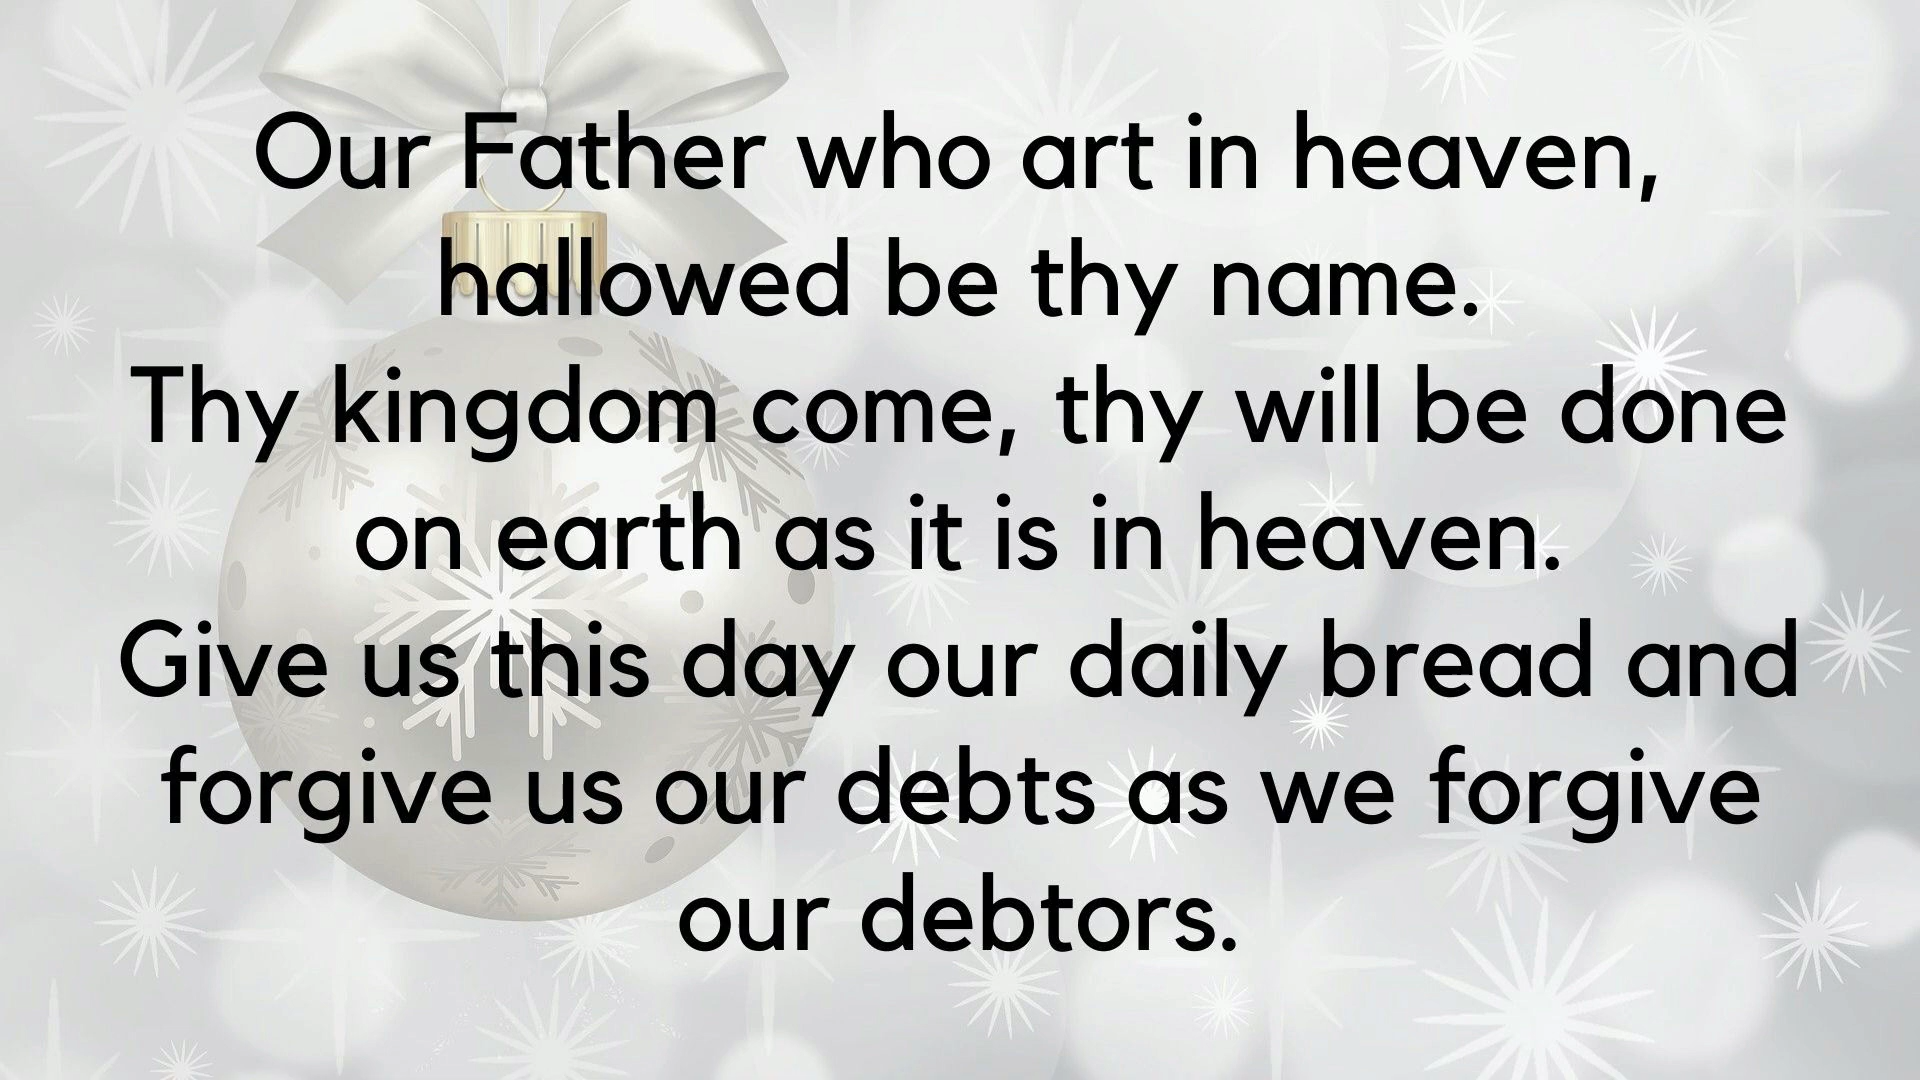 Our Father who art in heaven,
hallowed be thy name.
Thy kingdom come, thy will be done
on earth as it is in heaven.
Give us this day our daily bread and
forgive us our debts as we forgive
our debtors.